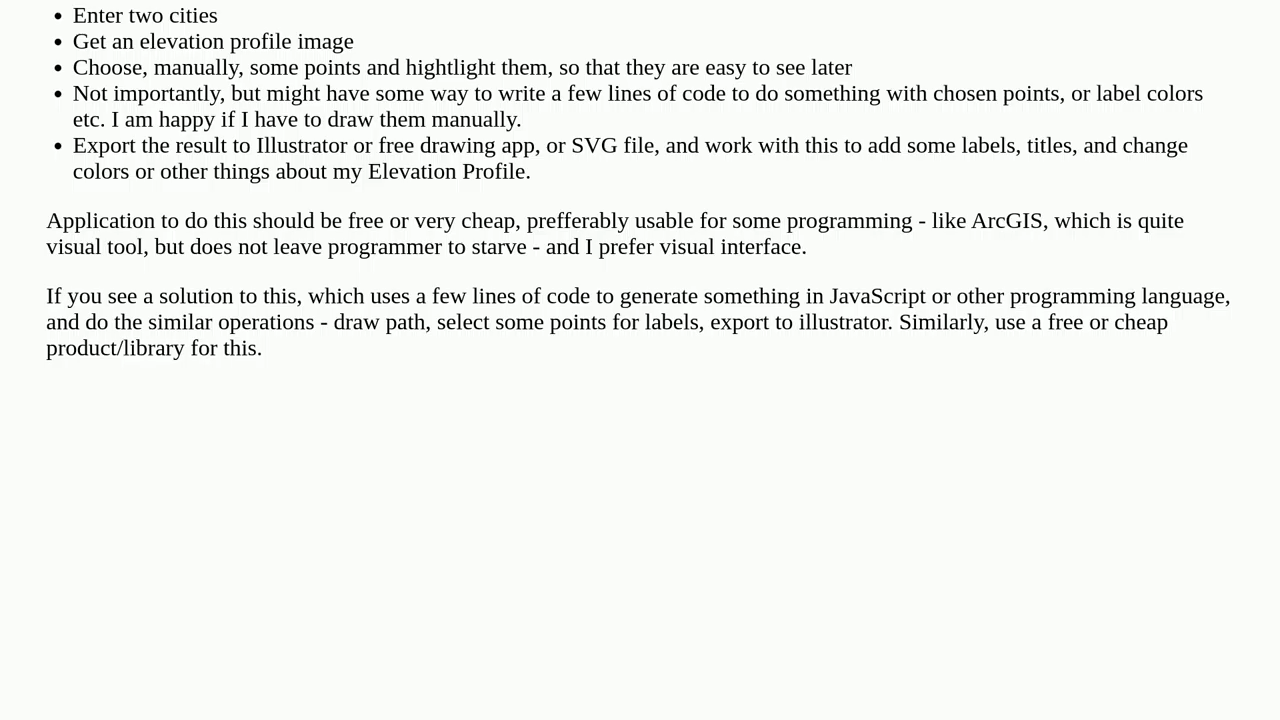 • Enter two cities
• Get an elevation profile image
• Choose, manually, some points and hightlight them, so that they are easy to see later
• Not importantly, but might have some way to write a few lines of code to do something with chosen points, or label colors
etc. I am happy if I have to draw them manually.
• Export the result to Illustrator or free drawing app, or SVG file, and work with this to add some labels, titles, and change
colors or other things about my Elevation Profile.
Application to do this should be free or very cheap, prefferably usable for some programming - like ArcGIS, which is quite
visual tool, but does not leave programmer to starve - and I prefer visual interface.
If you see a solution to this, which uses a few lines of code to generate something in JavaScript or other programming language,
and do the similar operations - draw path, select some points for labels, export to illustrator. Similarly, use a free or cheap
product/library for this.